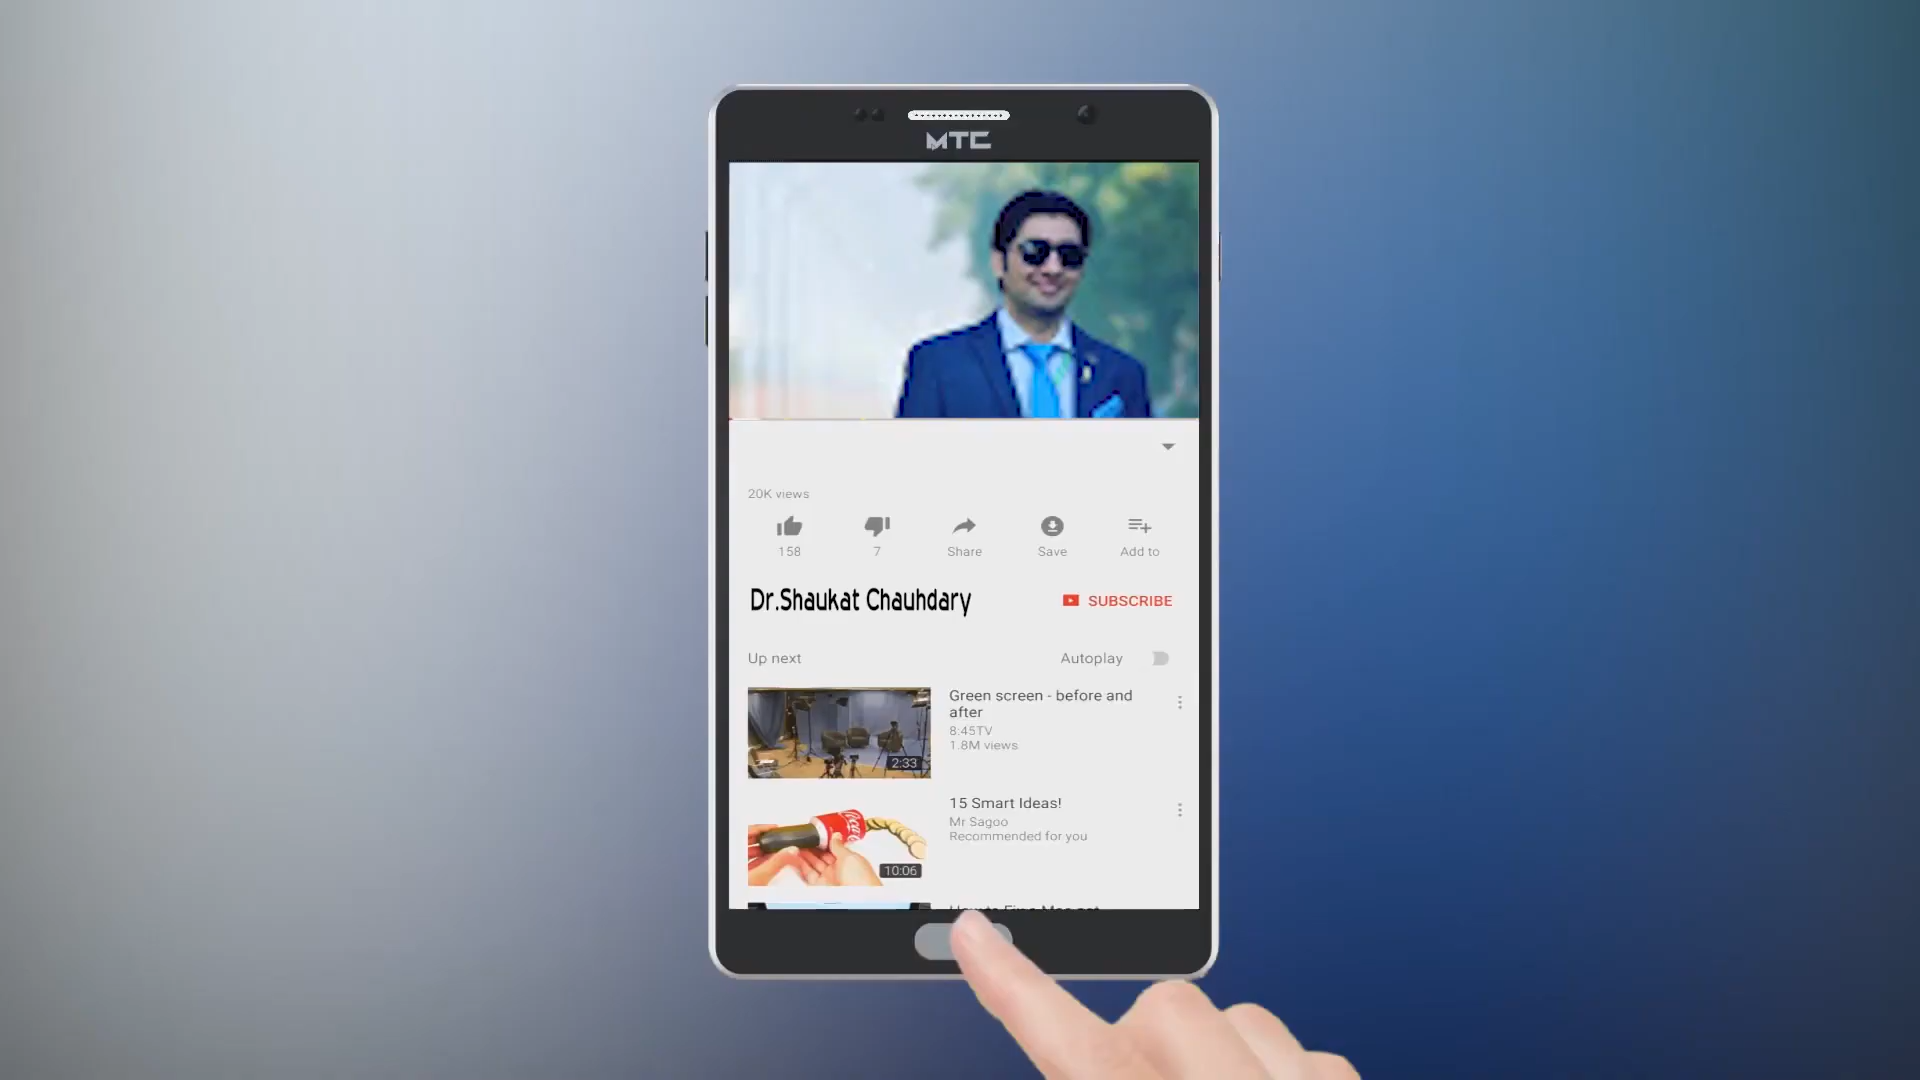 MTC
20K views
158
7
Share
Save
Add to
Dr.Shaukat Chauhdary
SUBSCRIBE
Up next
Autoplay
Green screen - before and
after
8:45TV
1.8M views
2:33
15 Smart Ideas!
Mr Sagoo
Recommended for you
10:06